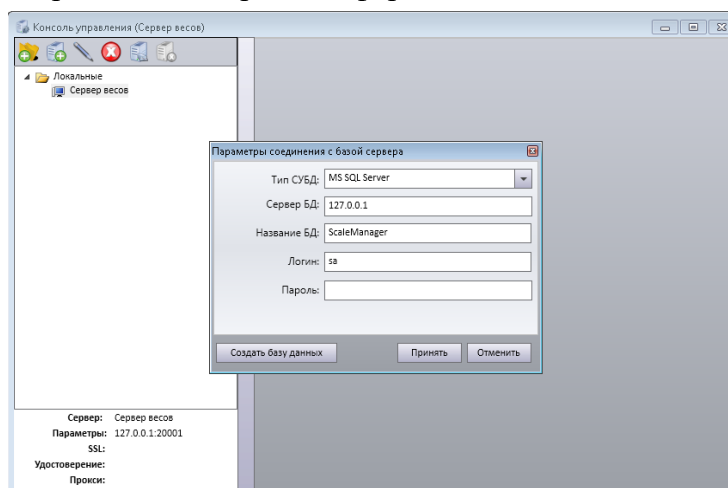 Консоль управления (Сервер весов)
Локальные
Сервер весов
Параметры соединения с базой сервера
Тип СУБД: MS SQL Server
Сервер БД: 127.0.0.1
Название БД: ScaleManager
Логин: sa
Пароль:
Создать базу данных Принять Отменить
Сервер: Сервер весов
Параметры: 127.0.0.1:20001
SSL:
Удостоверение:
Прокси: